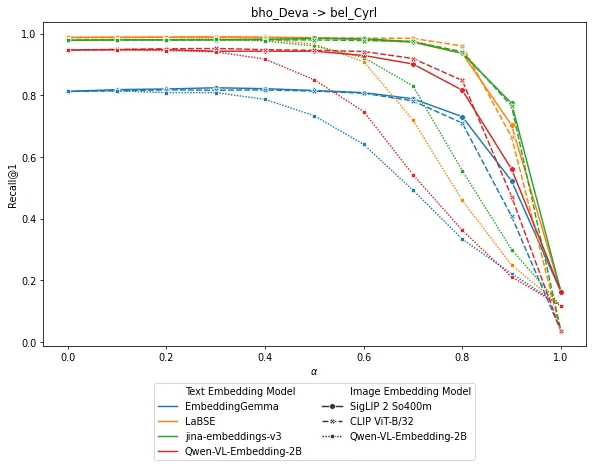 bho_Deva -> bel_Cyrl
Recall@1
1.0
0.8
0.6
0.4
0.2
0.0
0.0 0.2 0.4 0.6 0.8 1.0
α
Text Embedding Model
EmbeddingGemma
LaBSE
jina-embeddings-v3
Qwen-VL-Embedding-2B
Image Embedding Model
SigLIP 2 So400m
CLIP ViT-B/32
Qwen-VL-Embedding-2B